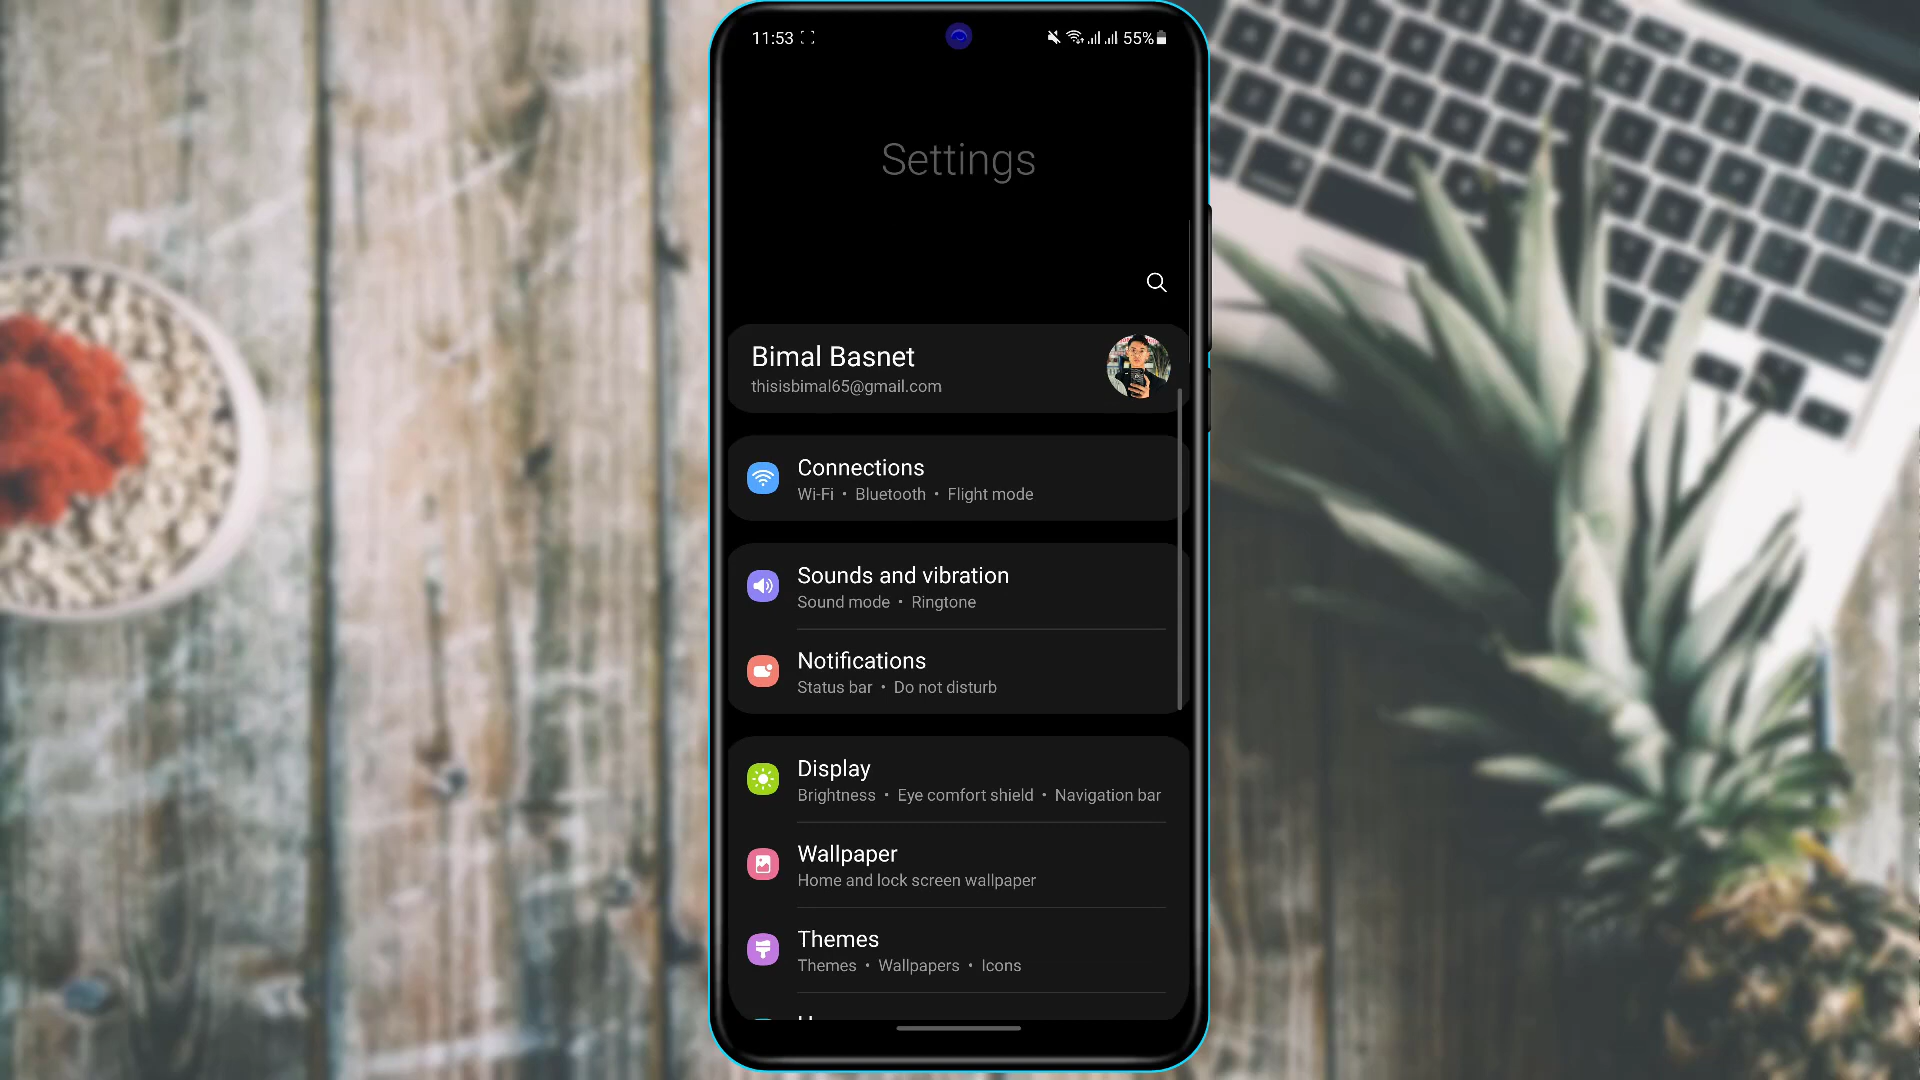 11:53 55%
Settings
Bimal Basnet
thisisbimal65@gmail.com
Connections
Wi-Fi • Bluetooth • Flight mode
Sounds and vibration
Sound mode • Ringtone
Notifications
Status bar • Do not disturb
Display
Brightness • Eye comfort shield • Navigation bar
Wallpaper
Home and lock screen wallpaper
Themes
Themes • Wallpapers • Icons